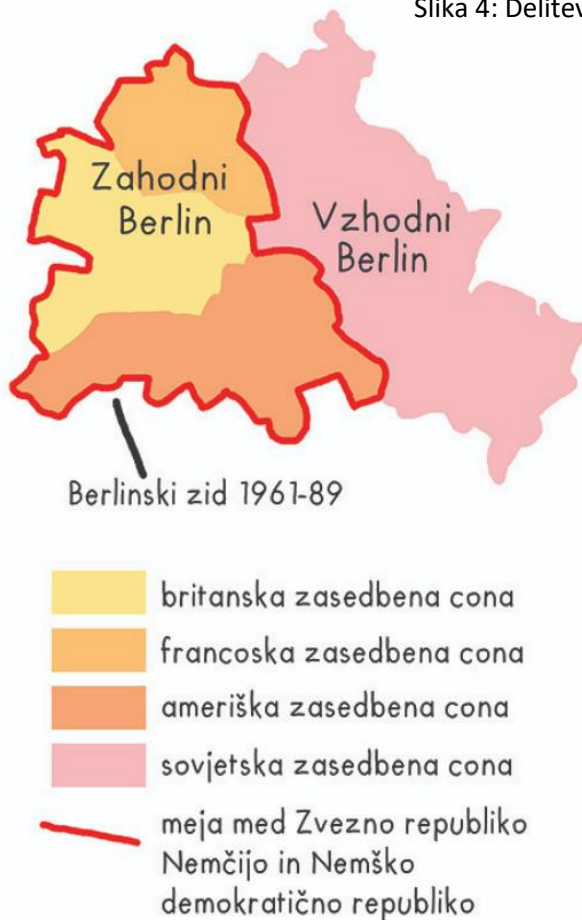 Slika 4: Delitev
Zahodni
Berlin
Vzhodni
Berlin
Berlinski zid 1961-89
britanska zasedbena cona
francoska zasedbena cona
ameriška zasedbena cona
sovjetska zasedbena cona
meja med Zvezno republiko
Nemčijo in Nemško
demokratično republiko